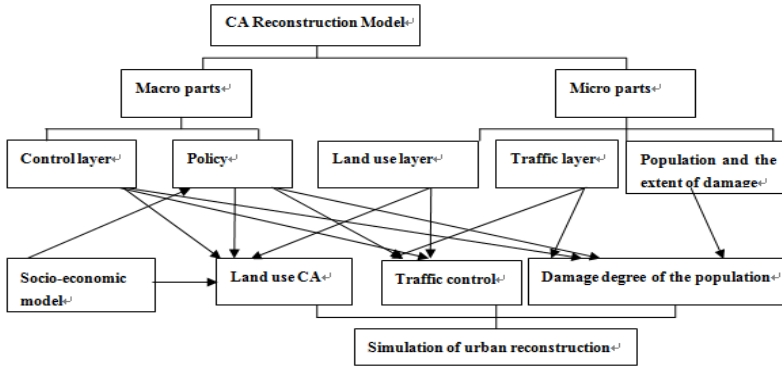 CA Reconstruction Model↵
Macro parts↵
Micro parts↵
Control layer↵
Policy↵
Land use layer↵
Traffic layer↵
Population and the
extent of damage↵
Socio-economic
model↵
Land use CA↵
Traffic control↵
Damage degree of the population↵
Simulation of urban reconstruction↵